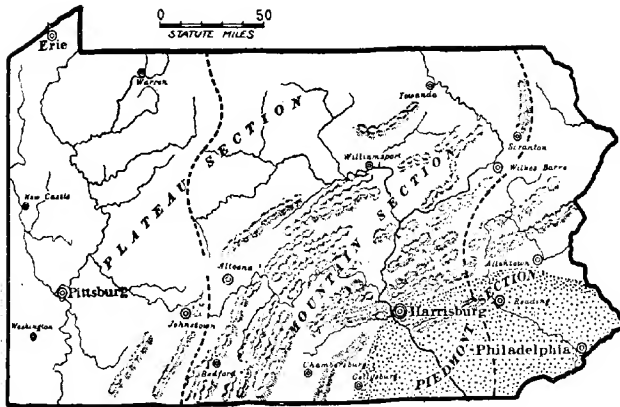 0 50
STATUTE MILES
Erie
Warren
Towanda
Scranton
Williamsport
Wilkes Barre
PLATEAU SECTION
New Castle
MOUNTAIN SECTION
Altoona
Allentown
Pittsburg
Reading
Harrisburg
Johnstown
Washington
PIEDMONT SECTION
Philadelphia
Bedford
Chambersburg
Gettysburg